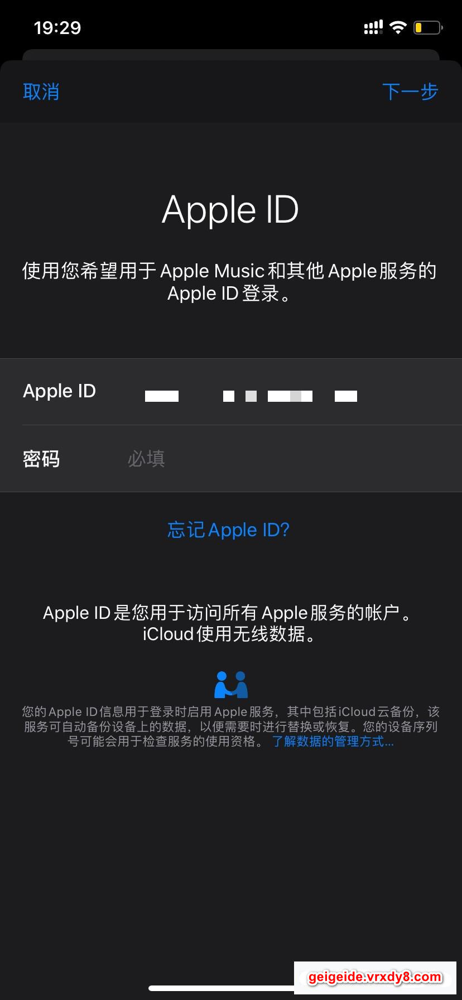 19:29
取消
下一步
Apple ID
使用您希望用于 Apple Music 和其他 Apple 服务的
Apple ID 登录。
Apple ID
密码
必填
忘记 Apple ID?
Apple ID 是您用于访问所有 Apple 服务的帐户。
iCloud 使用无线数据。
您的 Apple ID 信息用于登录时启用 Apple 服务，其中包括 iCloud 云备份，该
服务可自动备份设备上的数据，以便需要时进行替换或恢复。您的设备序列
号可能会用于检查服务的使用资格。 了解数据的管理方式...
geigeide.vrxdy8.com